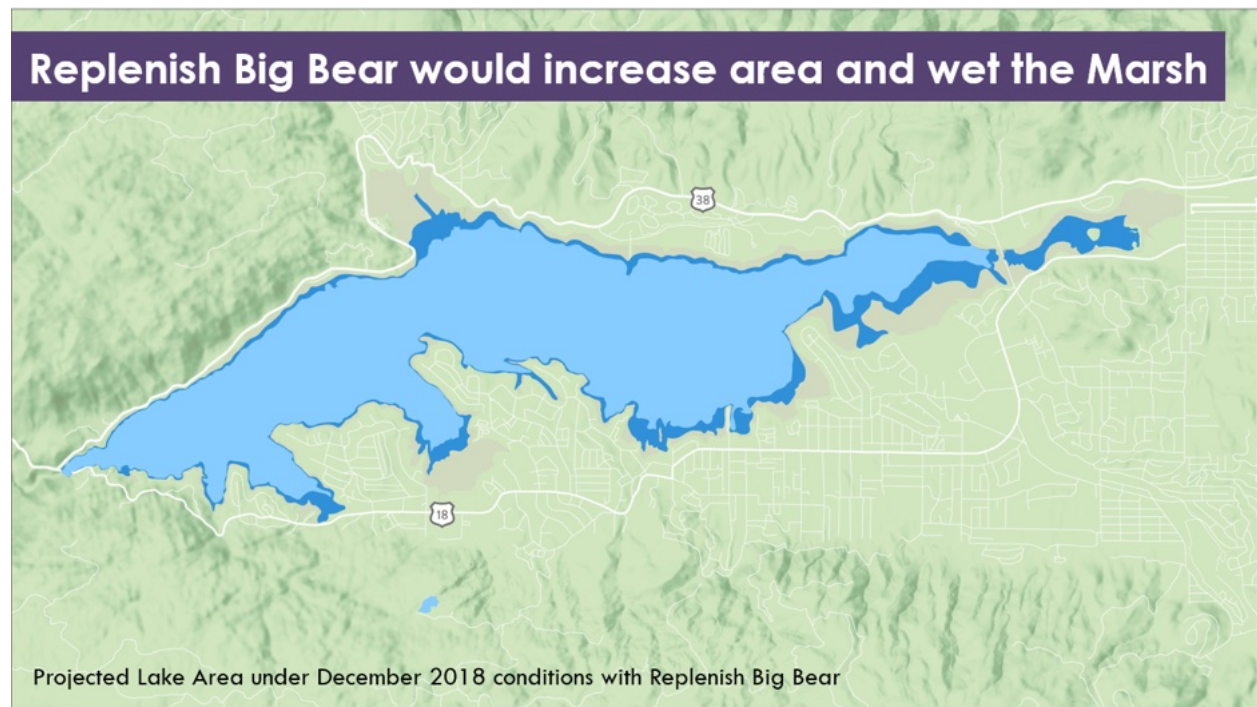 Replenish Big Bear would increase area and wet the Marsh
38
18
Projected Lake Area under December 2018 conditions with Replenish Big Bear